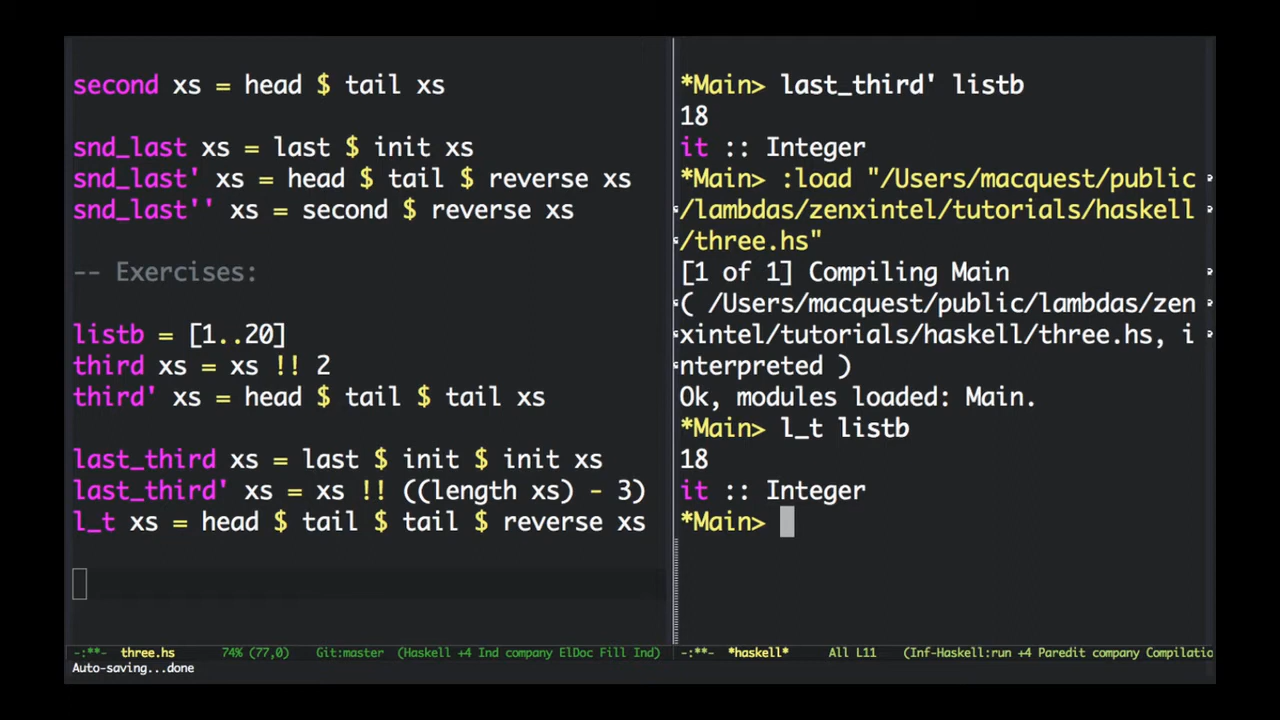 second xs = head $ tail xs
snd_last xs = last $ init xs
snd_last' xs = head $ tail $ reverse xs
snd_last'' xs = second $ reverse xs
-- Exercises:
listb = [1..20]
third xs = xs !! 2
third' xs = head $ tail $ tail xs
last_third xs = last $ init $ init xs
last_third' xs = xs !! ((length xs) - 3)
l_t xs = head $ tail $ tail $ reverse xs
-:**- three.hs 74% (77,0) Git:master (Haskell +4 Ind company ElDoc Fill Ind)
Auto-saving...done
*Main> last_third' listb
18
it :: Integer
*Main> :load "/Users/macquest/public
/lambdas/zenxintel/tutorials/haskell
/three.hs"
[1 of 1] Compiling Main
( /Users/macquest/public/lambdas/zen
xintel/tutorials/haskell/three.hs, i
nterpreted )
Ok, modules loaded: Main.
*Main> l_t listb
18
it :: Integer
*Main>
-:**- *haskell* All L11 (Inf-Haskell:run +4 Paredit company Compilatio